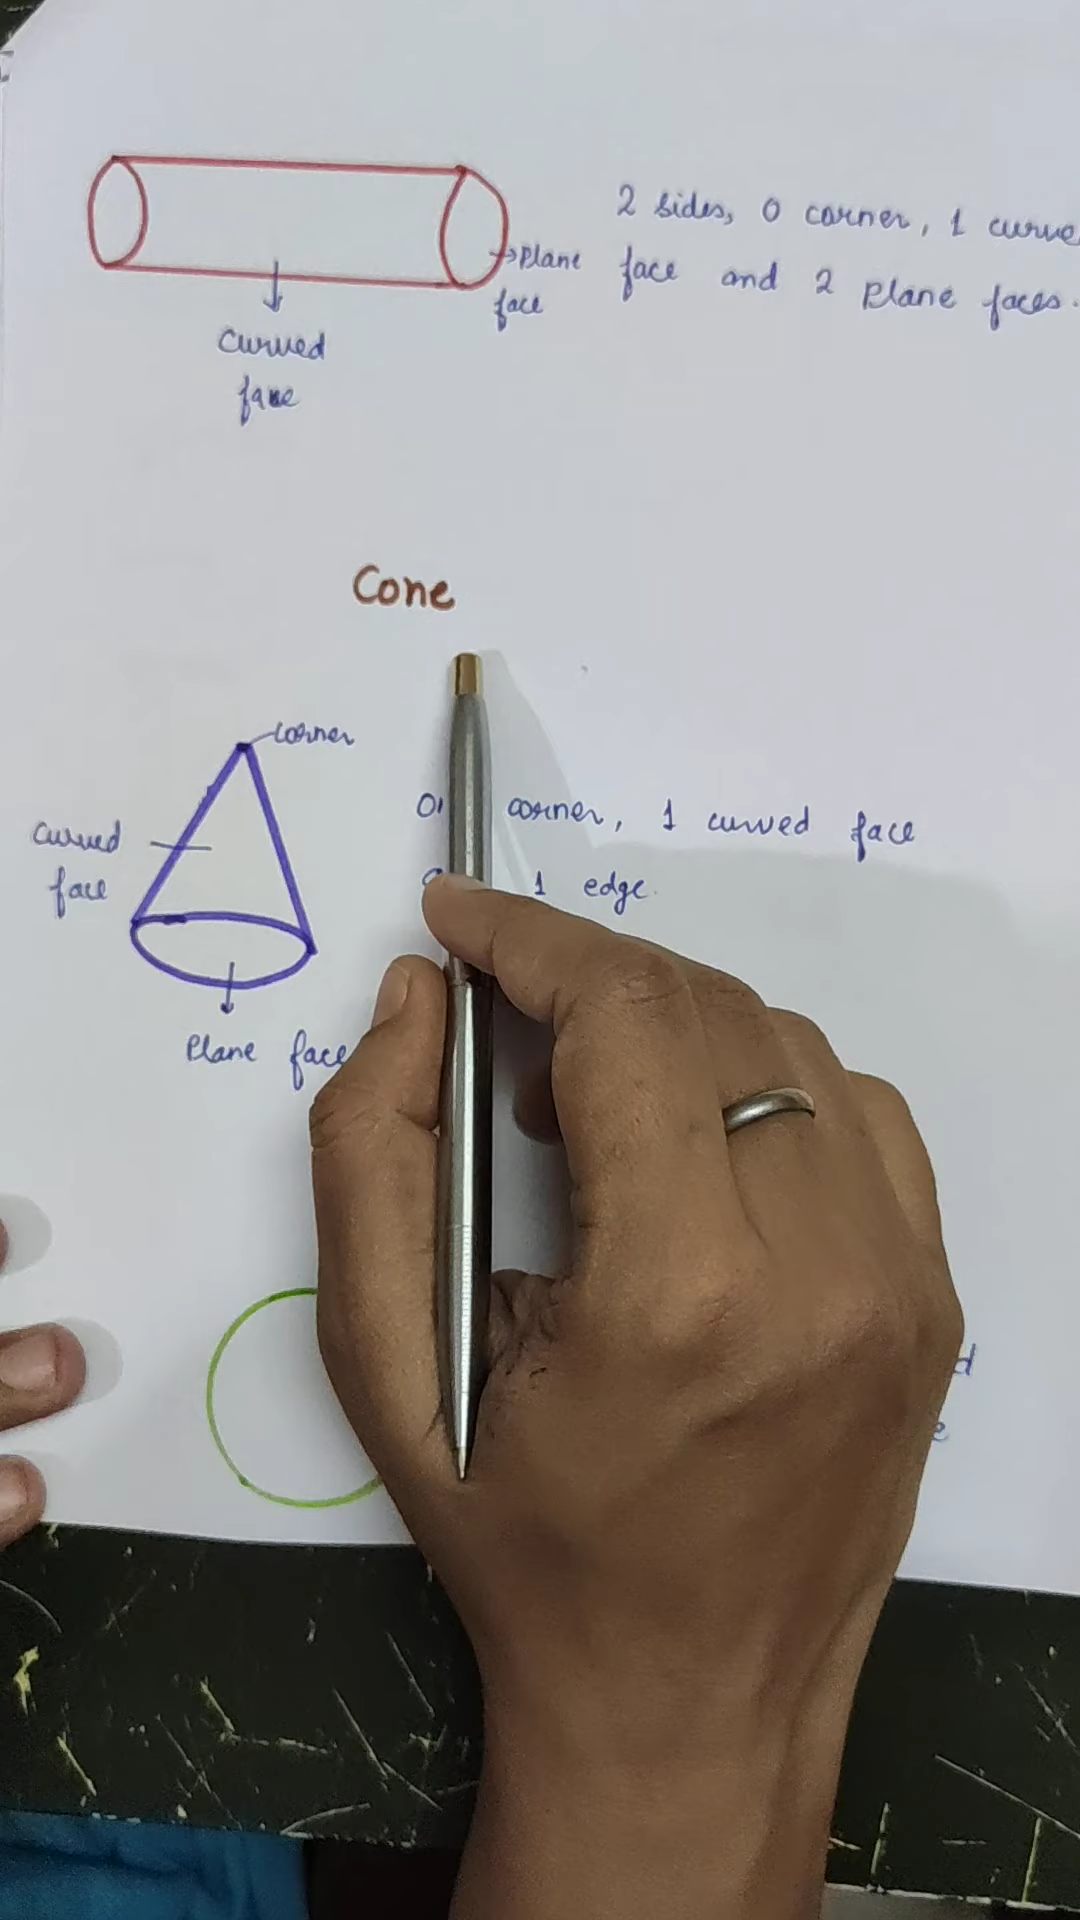 2 sides, 0 corner, 1 curve
face and 2 Plane faces.
Plane
face
Curved
face
Cone
corner
curved
face
corner, 1 curved face
1 edge.
Plane face
d
e